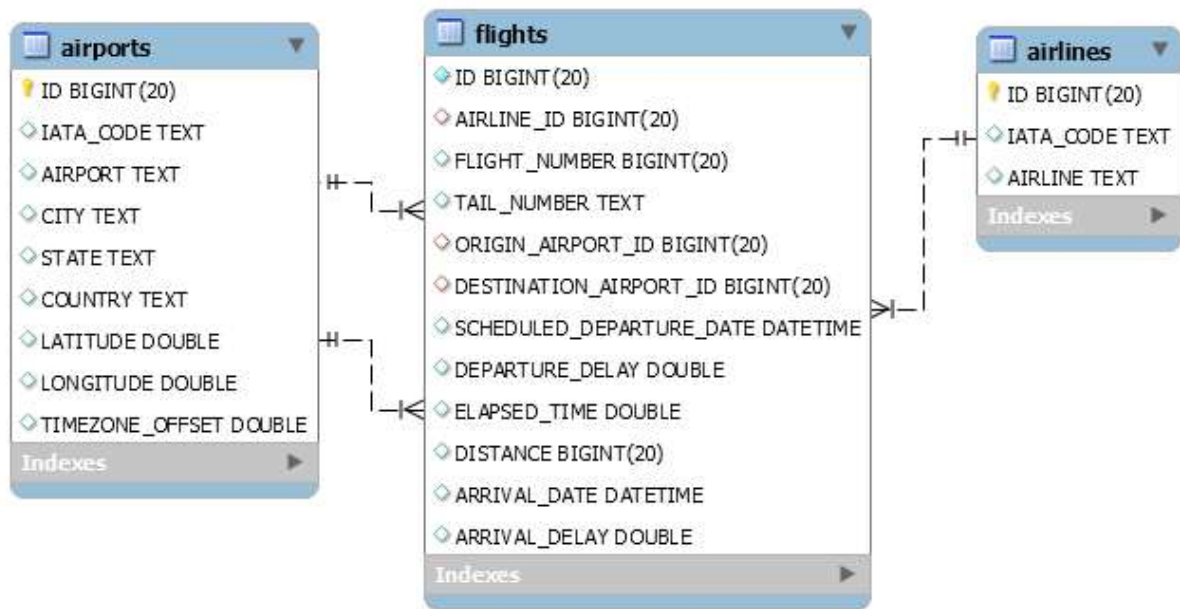 airports
ID BIGINT(20)
IATA_CODE TEXT
AIRPORT TEXT
CITY TEXT
STATE TEXT
COUNTRY TEXT
LATITUDE DOUBLE
LONGITUDE DOUBLE
TIMEZONE_OFFSET DOUBLE
Indexes
flights
ID BIGINT(20)
AIRLINE_ID BIGINT(20)
FLIGHT_NUMBER BIGINT(20)
TAIL_NUMBER TEXT
ORIGIN_AIRPORT_ID BIGINT(20)
DESTINATION_AIRPORT_ID BIGINT(20)
SCHEDULED_DEPARTURE_DATE DATETIME
DEPARTURE_DELAY DOUBLE
ELAPSED_TIME DOUBLE
DISTANCE BIGINT(20)
ARRIVAL_DATE DATETIME
ARRIVAL_DELAY DOUBLE
Indexes
airlines
ID BIGINT(20)
IATA_CODE TEXT
AIRLINE TEXT
Indexes